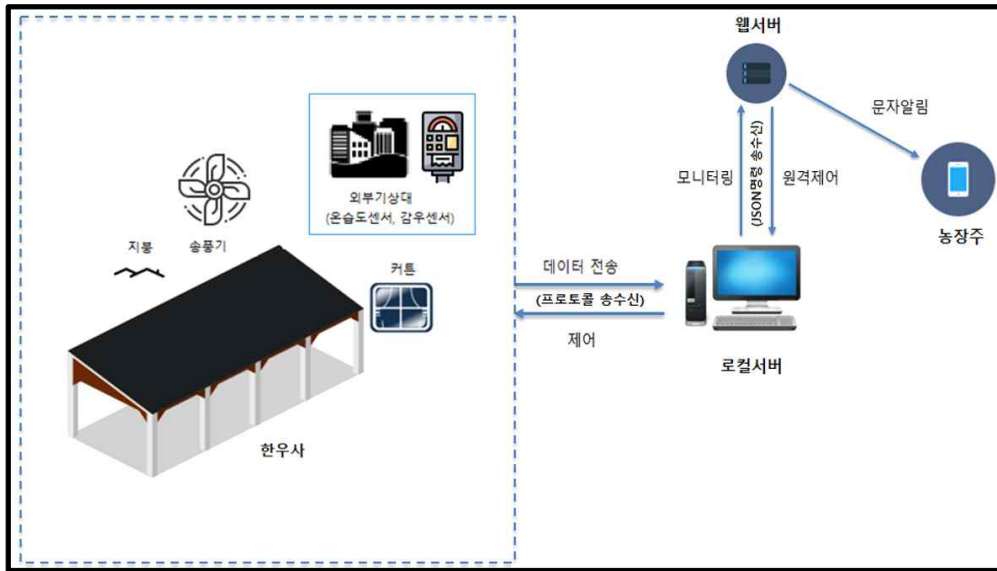 웹서버
문자알림
모니터링
(JSON명령 송수신)
원격제어
농장주
외부기상대
(온습도센서, 감우센서)
지붕
송풍기
커튼
데이터 전송
(프로토콜 송수신)
제어
로컬서버
한우사